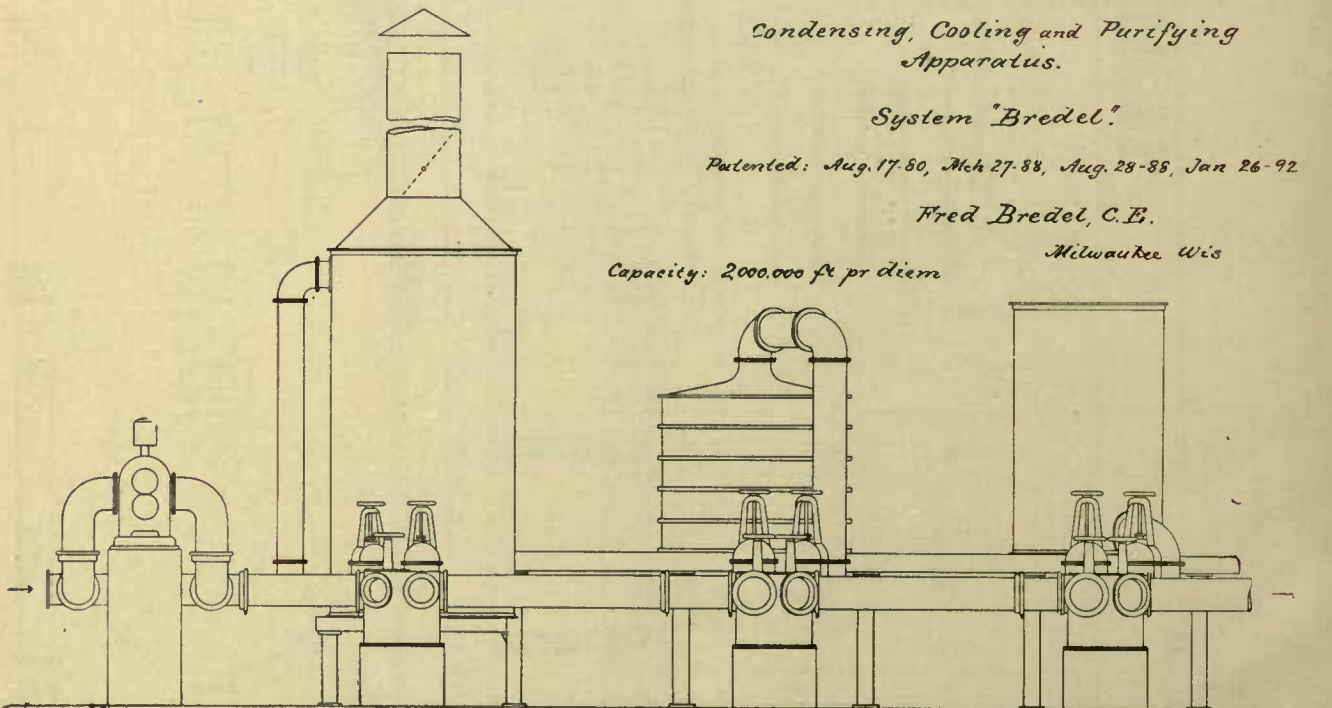 Condensing, Cooling and Purifying
Apparatus.
System "Bredel".
Patented: Aug. 17-80, Mch 27-88, Aug. 28-88, Jan 26-92
Fred Bredel, C.E.
Milwaukee Wis
Capacity: 2000.000 ft pr diem